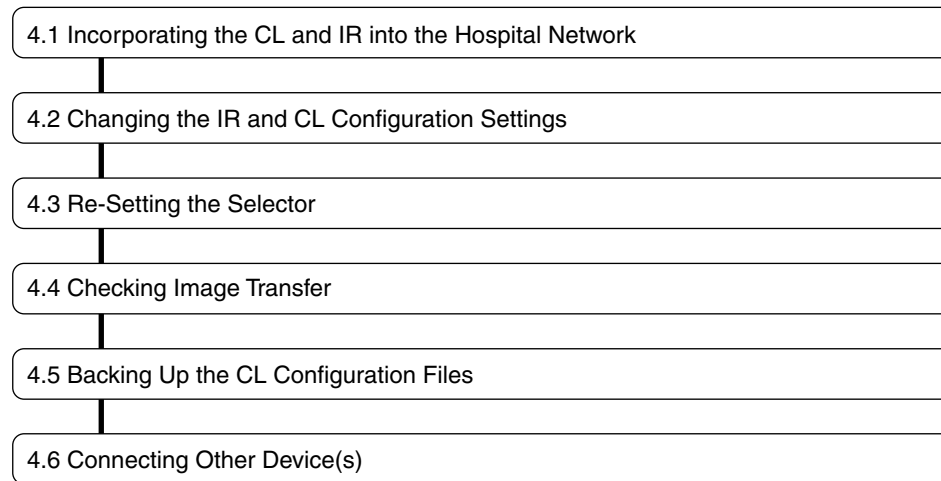 4.1 Incorporating the CL and IR into the Hospital Network
4.2 Changing the IR and CL Configuration Settings
4.3 Re-Setting the Selector
4.4 Checking Image Transfer
4.5 Backing Up the CL Configuration Files
4.6 Connecting Other Device(s)